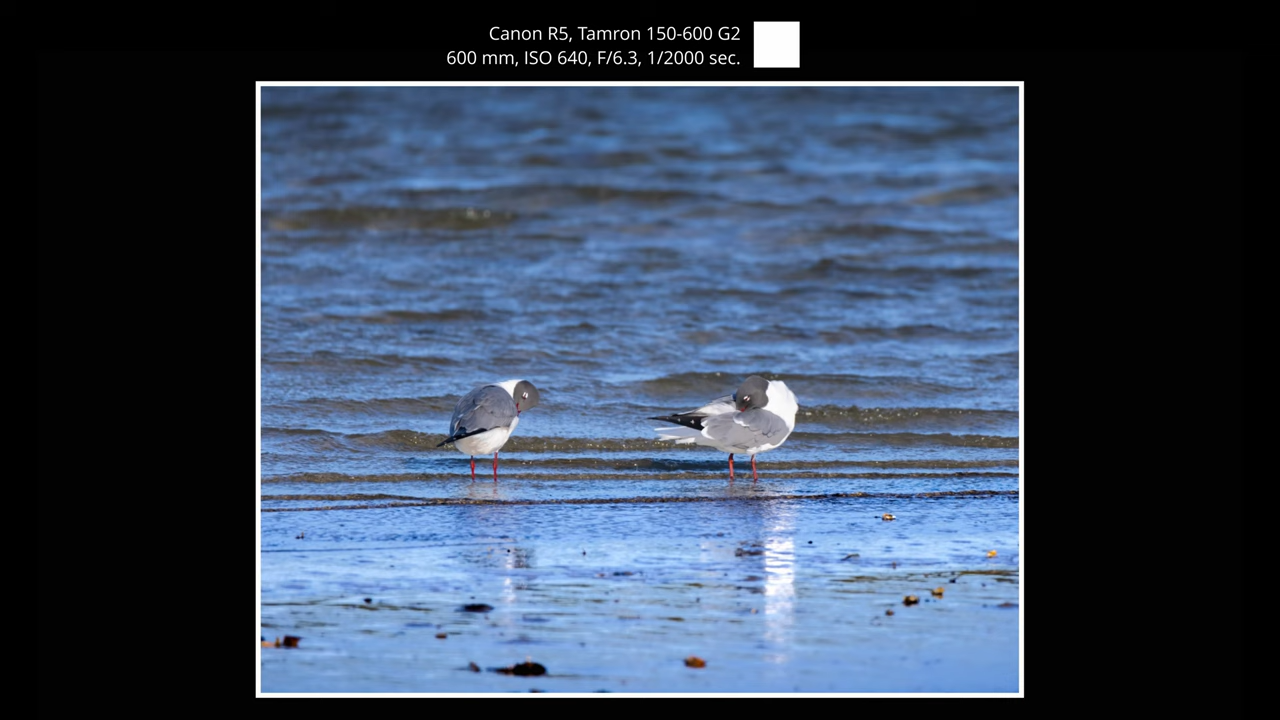 Canon R5, Tamron 150-600 G2
600 mm, ISO 640, F/6.3, 1/2000 sec.